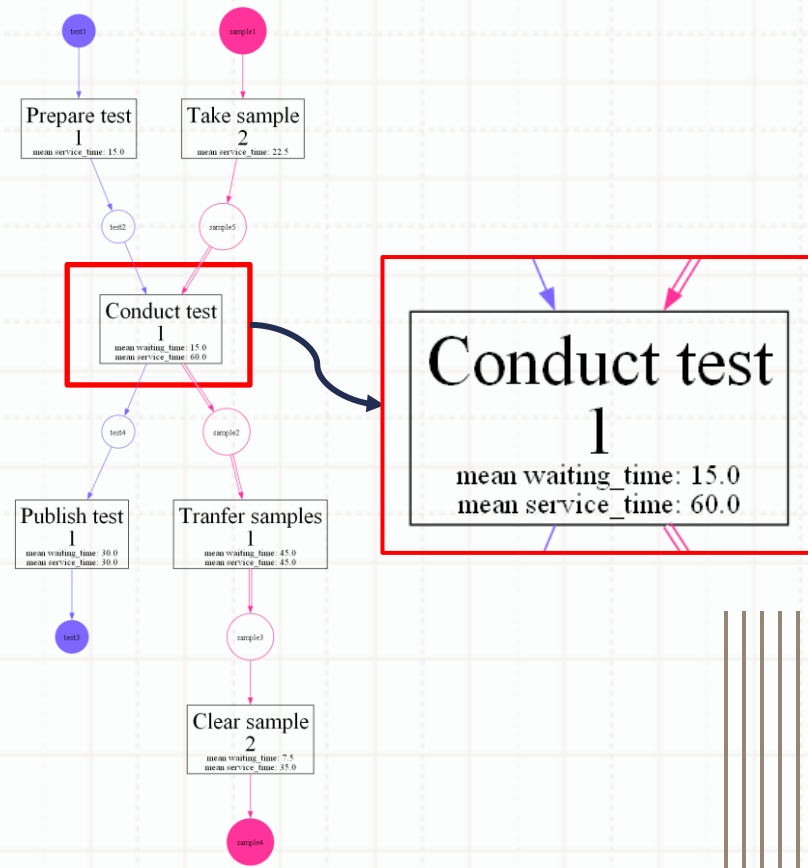 test1
sample1
Prepare test
1
mean service_time: 15.0
Take sample
2
mean service_time: 22.5
test2
sample5
Conduct test
1
mean waiting_time: 15.0
mean service_time: 60.0
Conduct test
1
mean waiting_time: 15.0
mean service_time: 60.0
test4
sample2
Publish test
1
mean waiting_time: 30.0
mean service_time: 30.0
Tranfer samples
1
mean waiting_time: 45.0
mean service_time: 45.0
test3
sample3
Clear sample
2
mean waiting_time: 7.5
mean service_time: 35.0
sample4